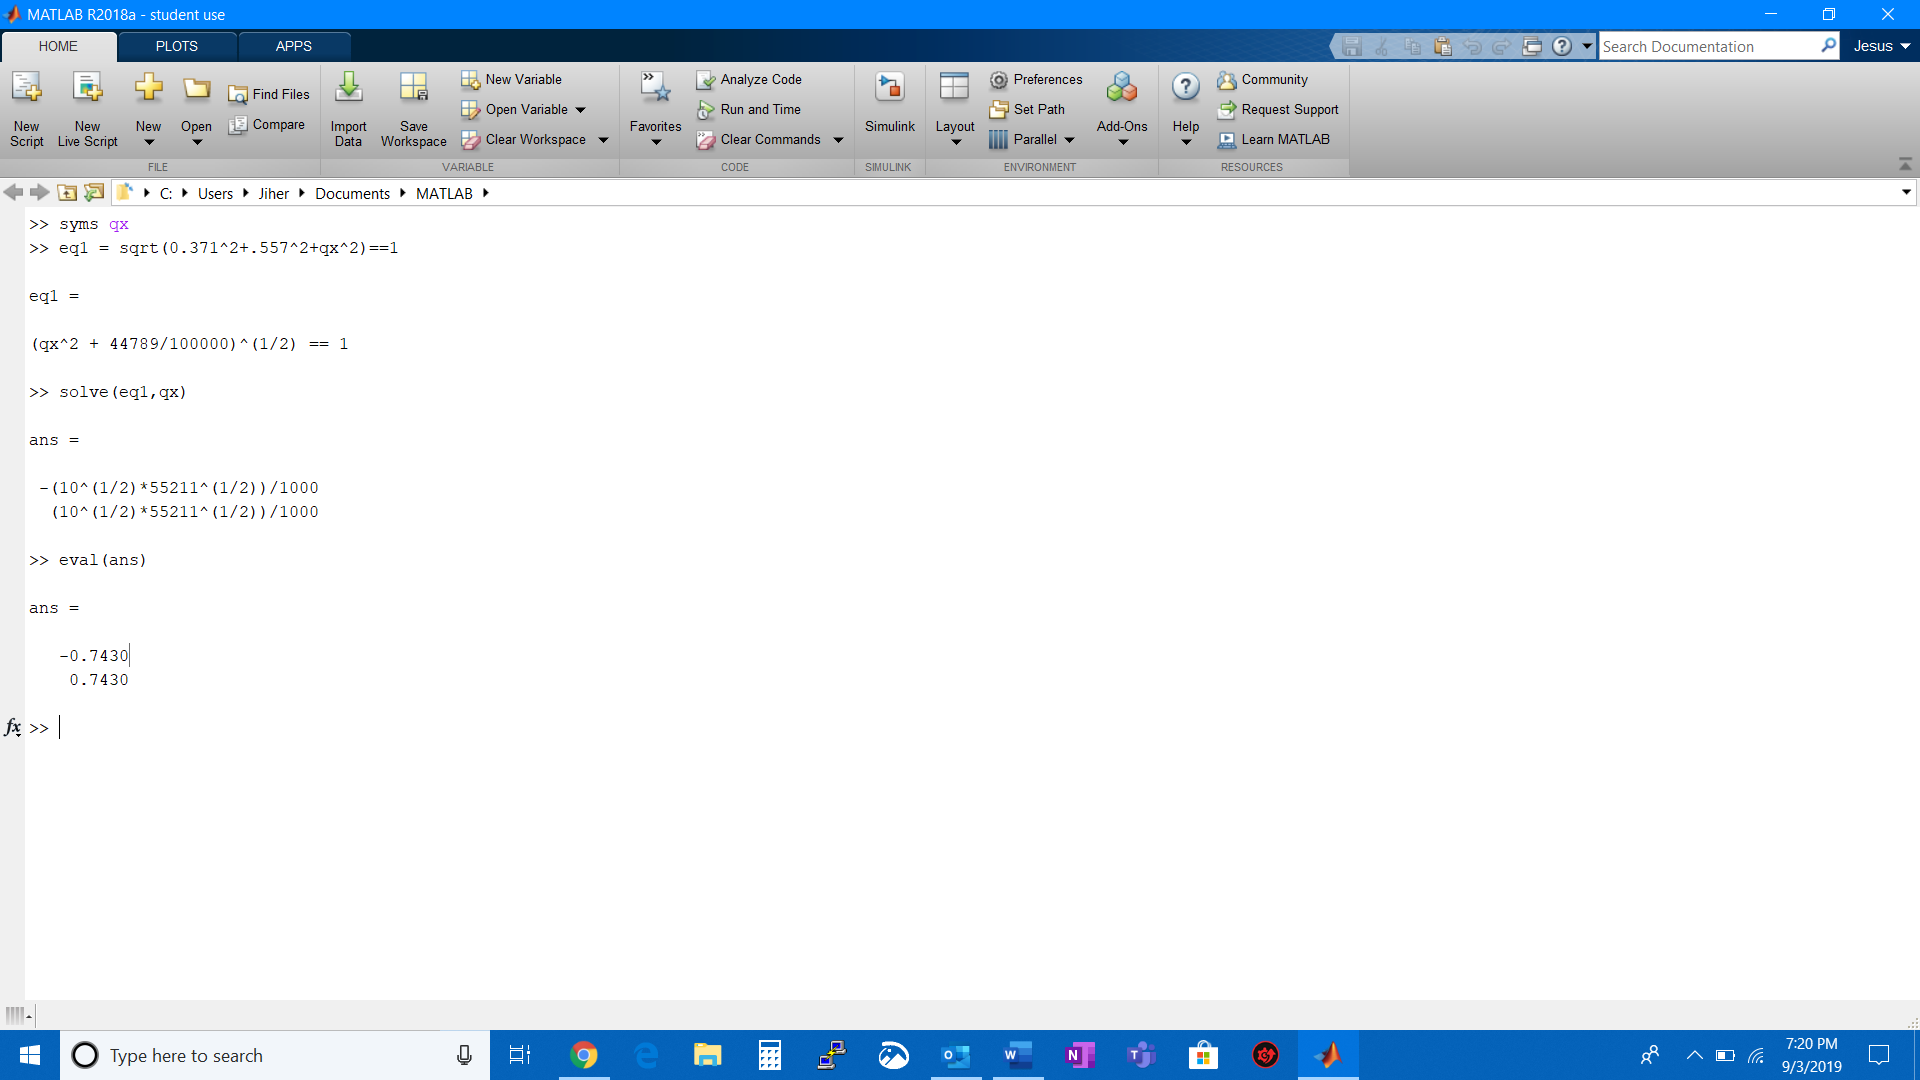 MATLAB R2018a - student use
HOME PLOTS APPS
Search Documentation
Jesus
New Script
New Live Script
New
Open
Find Files
Compare
FILE
Import Data
Save Workspace
New Variable
Open Variable
Clear Workspace
VARIABLE
Favorites
Analyze Code
Run and Time
Clear Commands
CODE
Simulink
SIMULINK
Layout
Preferences
Set Path
Parallel
Add-Ons
ENVIRONMENT
Help
Community
Request Support
Learn MATLAB
RESOURCES
C: Users Jiher Documents MATLAB
>> syms qx
>> eq1 = sqrt(0.371^2+.557^2+qx^2)==1
eq1 =
(qx^2 + 44789/100000)^(1/2) == 1
>> solve(eq1,qx)
ans =
-(10^(1/2)*55211^(1/2))/1000
(10^(1/2)*55211^(1/2))/1000
>> eval(ans)
ans =
-0.7430
0.7430
fx >>
Type here to search
7:20 PM
9/3/2019